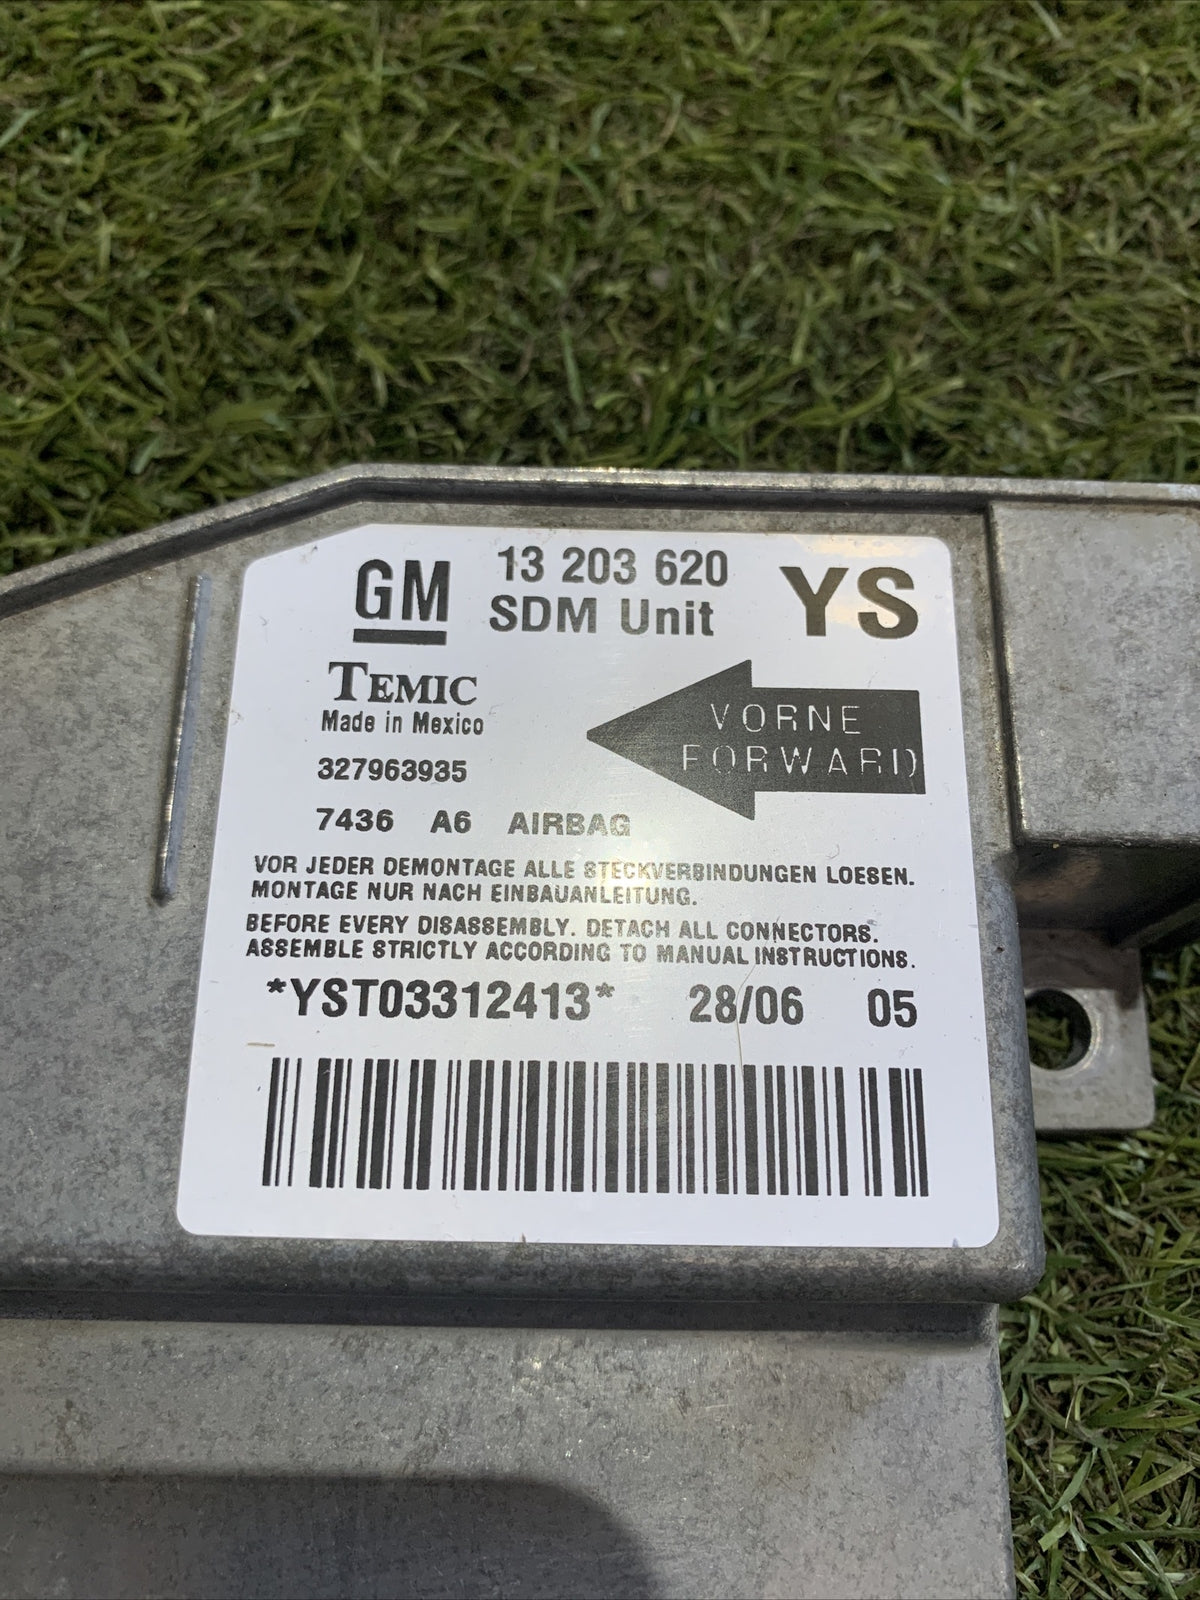 GM
13 203 620
SDM Unit
YS
TEMIC
Made in Mexico
327963935
7436 A6 AIRBAG
VORNE
FORWARD
VOR JEDER DEMONTAGE ALLE STECKVERBINDUNGEN LOESEN.
MONTAGE NUR NACH EINBAUANLEITUNG.
BEFORE EVERY DISASSEMBLY. DETACH ALL CONNECTORS.
ASSEMBLE STRICTLY ACCORDING TO MANUAL INSTRUCTIONS.
*YST03312413* 28/06 05